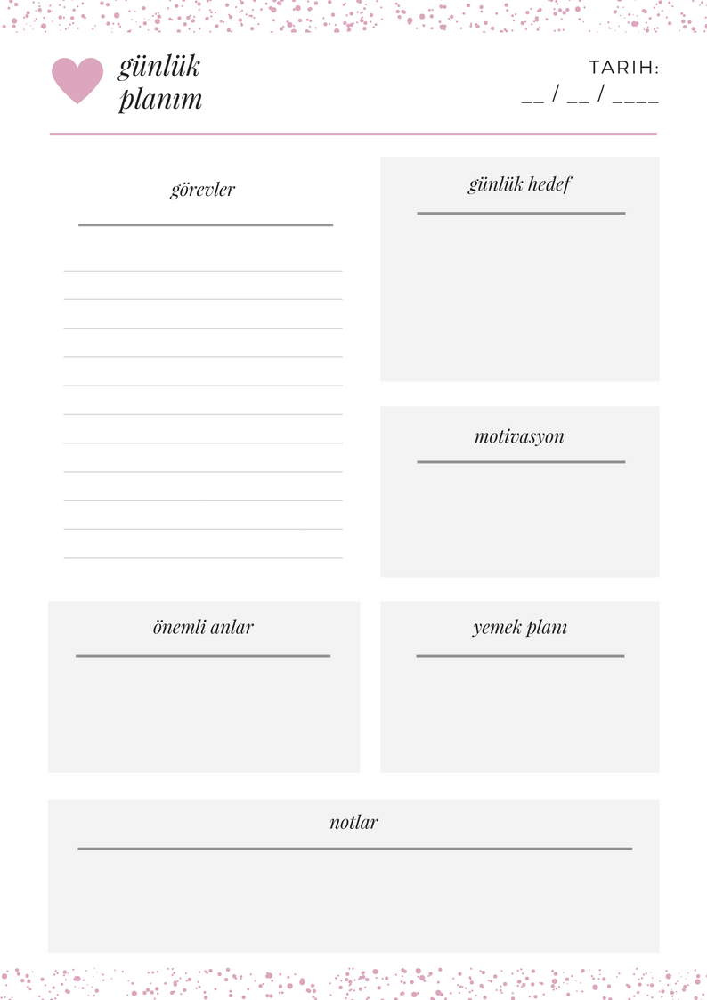 günlük
planım
TARIH:
__ / __ / ____
görevler
günlük hedef
motivasyon
önemli anlar
yemek planı
notlar